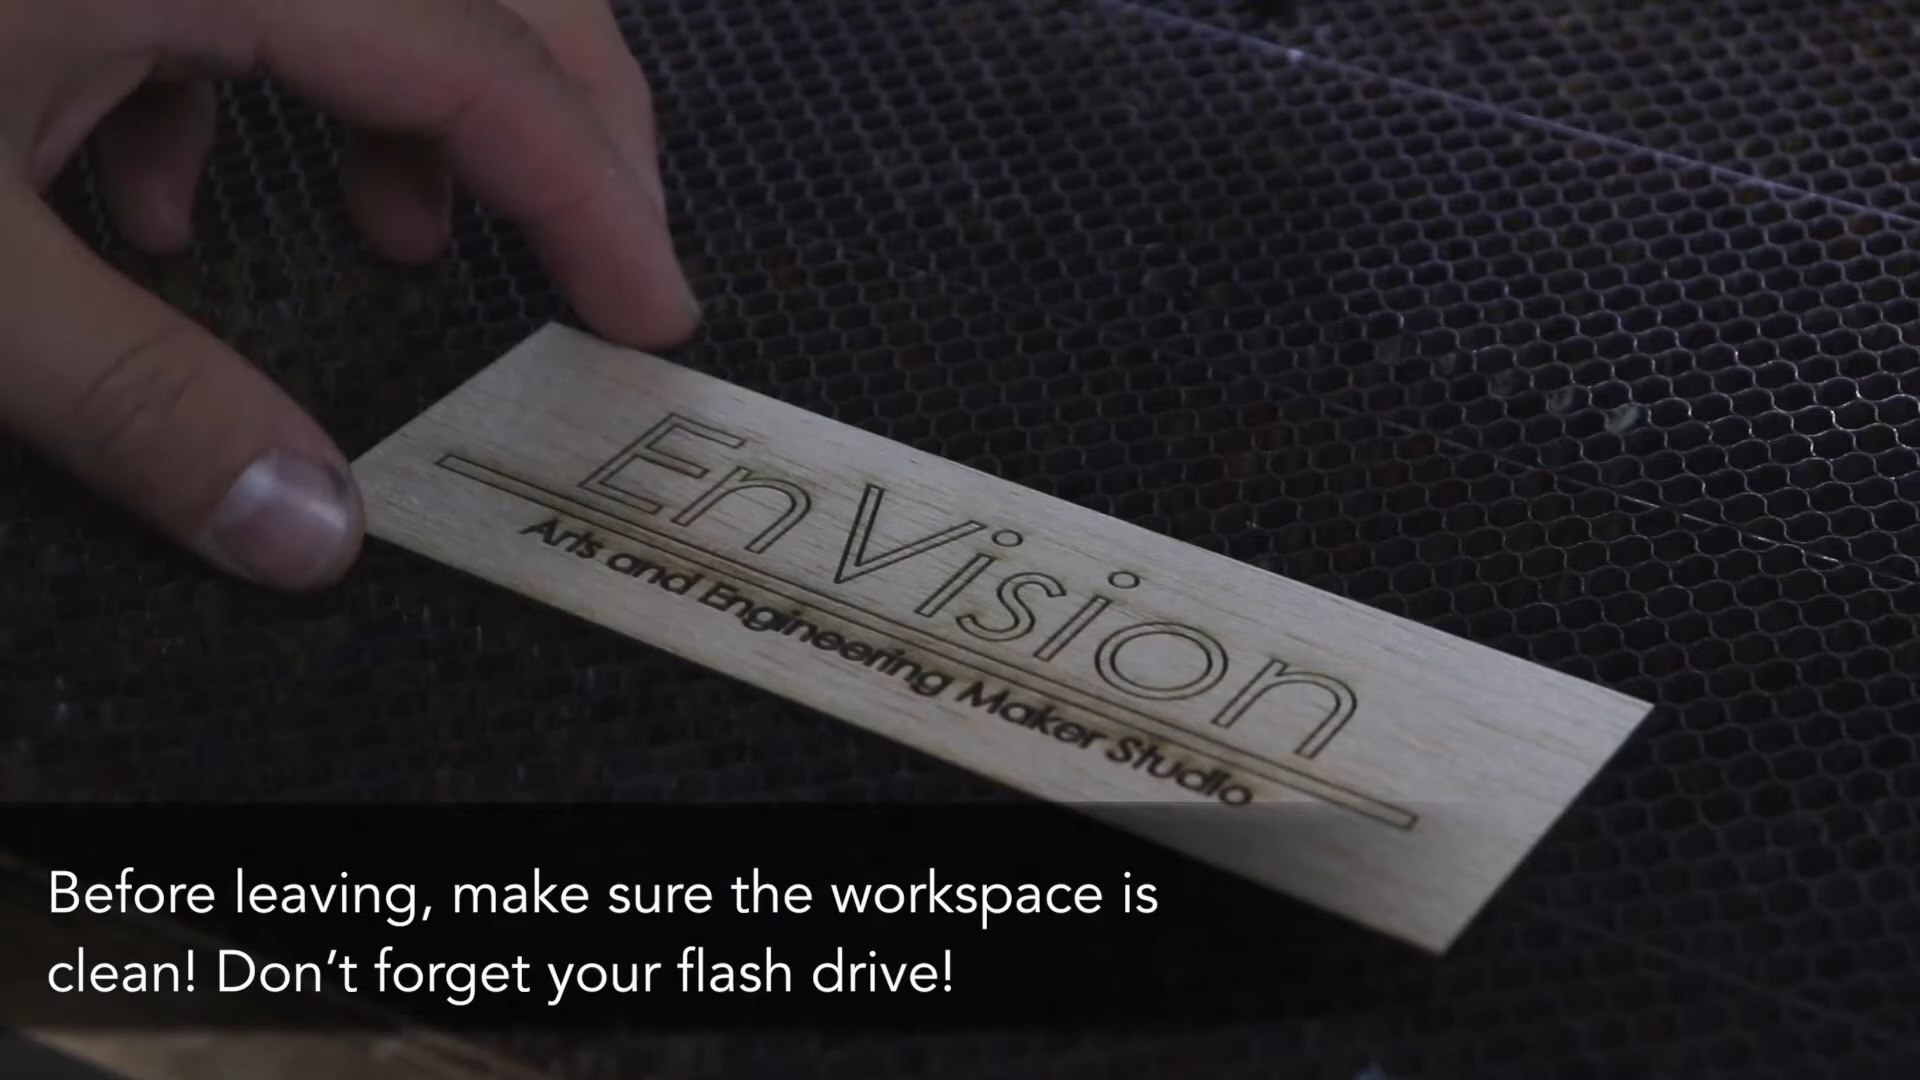 EnVision
Arts and Engineering Maker Studio
Before leaving, make sure the workspace is
clean! Don’t forget your flash drive!